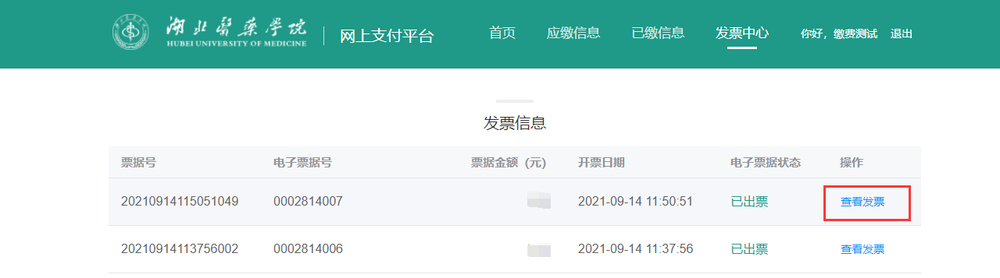 湖北醫藥學院
HUBEI UNIVERSITY OF MEDICINE
网上支付平台 首页 应缴信息 已缴信息 发票中心 你好，缴费测试 退出
发票信息
票据号 电子票据号 票据金额（元） 开票日期 电子票据状态 操作
20210914115051049 0002814007 2021-09-14 11:50:51 已出票 查看发票
20210914113756002 0002814006 2021-09-14 11:37:56 已出票 查看发票